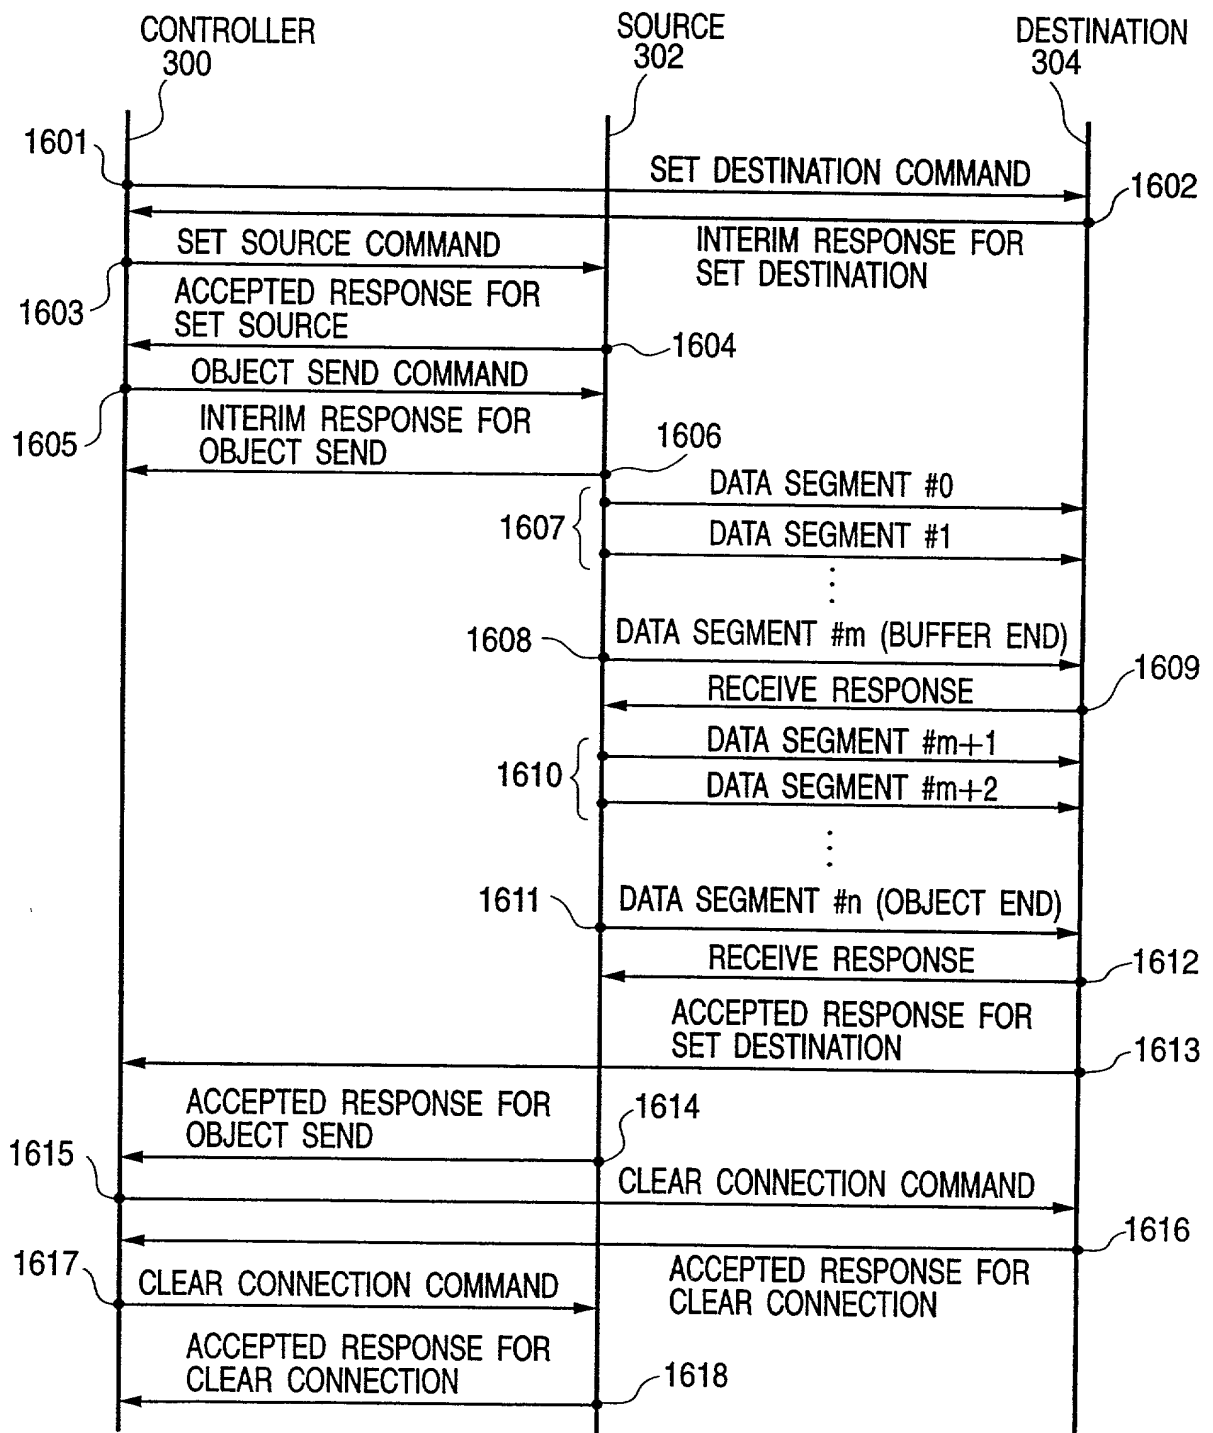 CONTROLLER
300
SOURCE
302
DESTINATION
304
1601
SET DESTINATION COMMAND
1602
SET SOURCE COMMAND
INTERIM RESPONSE FOR
SET DESTINATION
1603
ACCEPTED RESPONSE FOR
SET SOURCE
1604
OBJECT SEND COMMAND
1605
INTERIM RESPONSE FOR
OBJECT SEND
1606
DATA SEGMENT #0
1607
DATA SEGMENT #1
1608
DATA SEGMENT #m (BUFFER END)
1609
RECEIVE RESPONSE
DATA SEGMENT #m+1
1610
DATA SEGMENT #m+2
1611
DATA SEGMENT #n (OBJECT END)
RECEIVE RESPONSE
1612
ACCEPTED RESPONSE FOR
SET DESTINATION
1613
ACCEPTED RESPONSE FOR
OBJECT SEND
1614
1615
CLEAR CONNECTION COMMAND
1616
1617
CLEAR CONNECTION COMMAND
ACCEPTED RESPONSE FOR
CLEAR CONNECTION
ACCEPTED RESPONSE FOR
CLEAR CONNECTION
1618